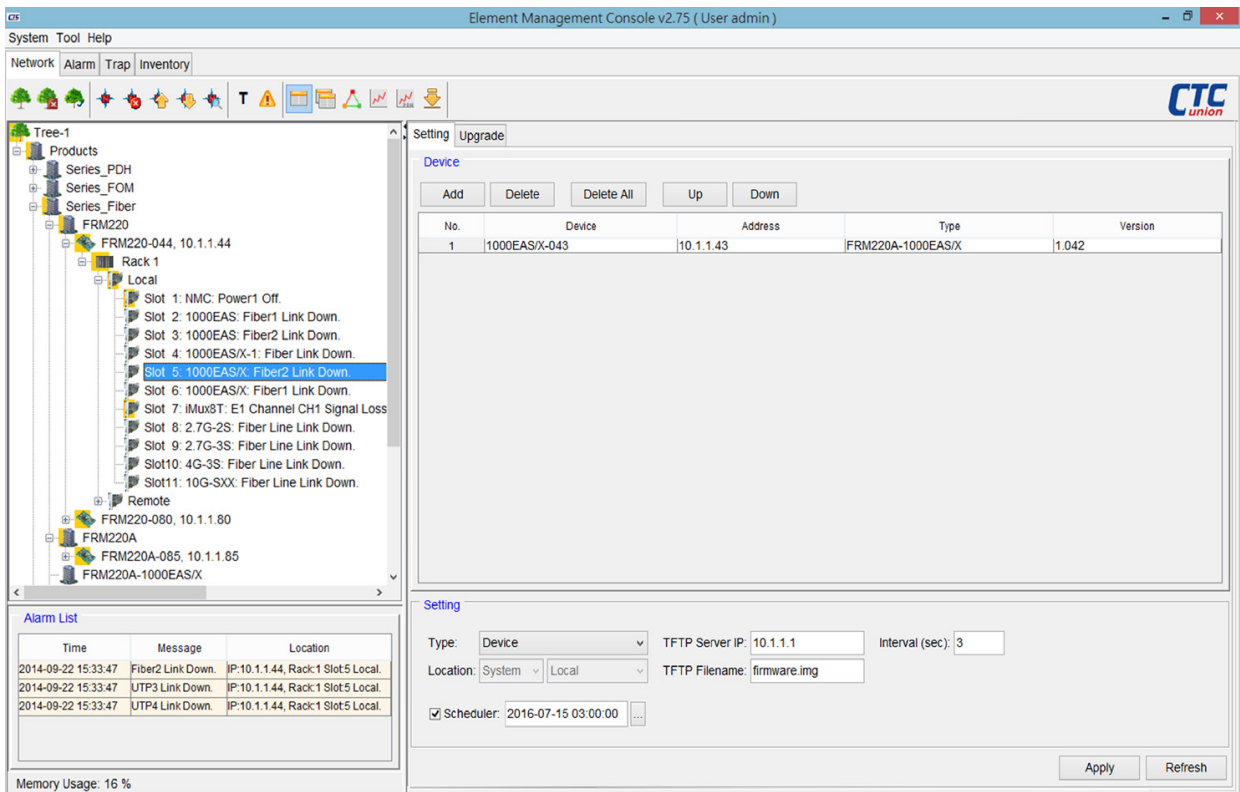 CTS
Element Management Console v2.75 ( User admin )
System Tool Help
Network Alarm Trap Inventory
T
CTC
union
Tree-1
Products
Series_PDH
Series_FOM
Series_Fiber
FRM220
FRM220-044, 10.1.1.44
Rack 1
Local
Slot 1: NMC: Power1 Off.
Slot 2: 1000EAS: Fiber1 Link Down.
Slot 3: 1000EAS: Fiber2 Link Down.
Slot 4: 1000EAS/X-1: Fiber Link Down.
Slot 5: 1000EAS/X: Fiber2 Link Down.
Slot 6: 1000EAS/X: Fiber1 Link Down.
Slot 7: iMux8T: E1 Channel CH1 Signal Loss
Slot 8: 2.7G-2S: Fiber Line Link Down.
Slot 9: 2.7G-3S: Fiber Line Link Down.
Slot10: 4G-3S: Fiber Line Link Down.
Slot11: 10G-SXX: Fiber Line Link Down.
Remote
FRM220-080, 10.1.1.80
FRM220A
FRM220A-085, 10.1.1.85
FRM220A-1000EAS/X
Alarm List
Time Message Location
2014-09-22 15:33:47 Fiber2 Link Down. IP:10.1.1.44, Rack:1 Slot:5 Local.
2014-09-22 15:33:47 UTP3 Link Down. IP:10.1.1.44, Rack:1 Slot:5 Local.
2014-09-22 15:33:47 UTP4 Link Down. IP:10.1.1.44, Rack:1 Slot:5 Local.
Memory Usage: 16 %
Setting Upgrade
Device
Add Delete Delete All Up Down
No. Device Address Type Version
1 1000EAS/X-043 10.1.1.43 FRM220A-1000EAS/X 1.042
Setting
Type: Device TFTP Server IP: 10.1.1.1 Interval (sec): 3
Location: System Local TFTP Filename: firmware.img
Scheduler: 2016-07-15 03:00:00 ...
Apply Refresh